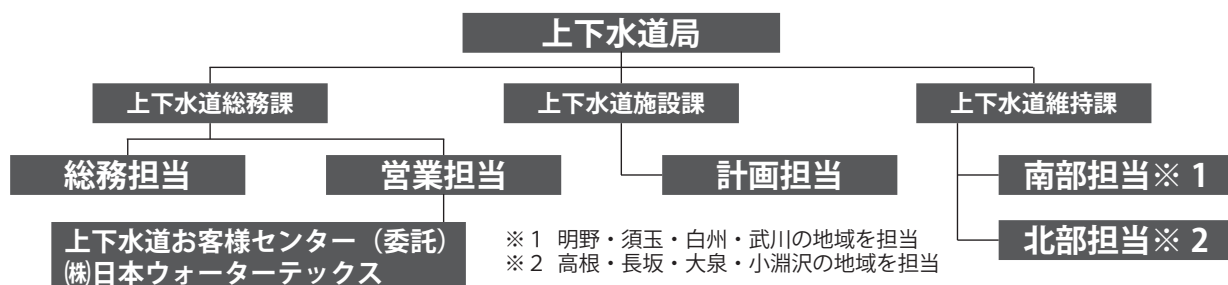 上下水道局
上下水道総務課
上下水道施設課
上下水道維持課
総務担当
営業担当
計画担当
南部担当※ 1
上下水道お客様センター（委託）
㈱日本ウォーターテックス
※ 1 明野・須玉・白州・武川の地域を担当
※ 2 高根・長坂・大泉・小淵沢の地域を担当
北部担当※ 2